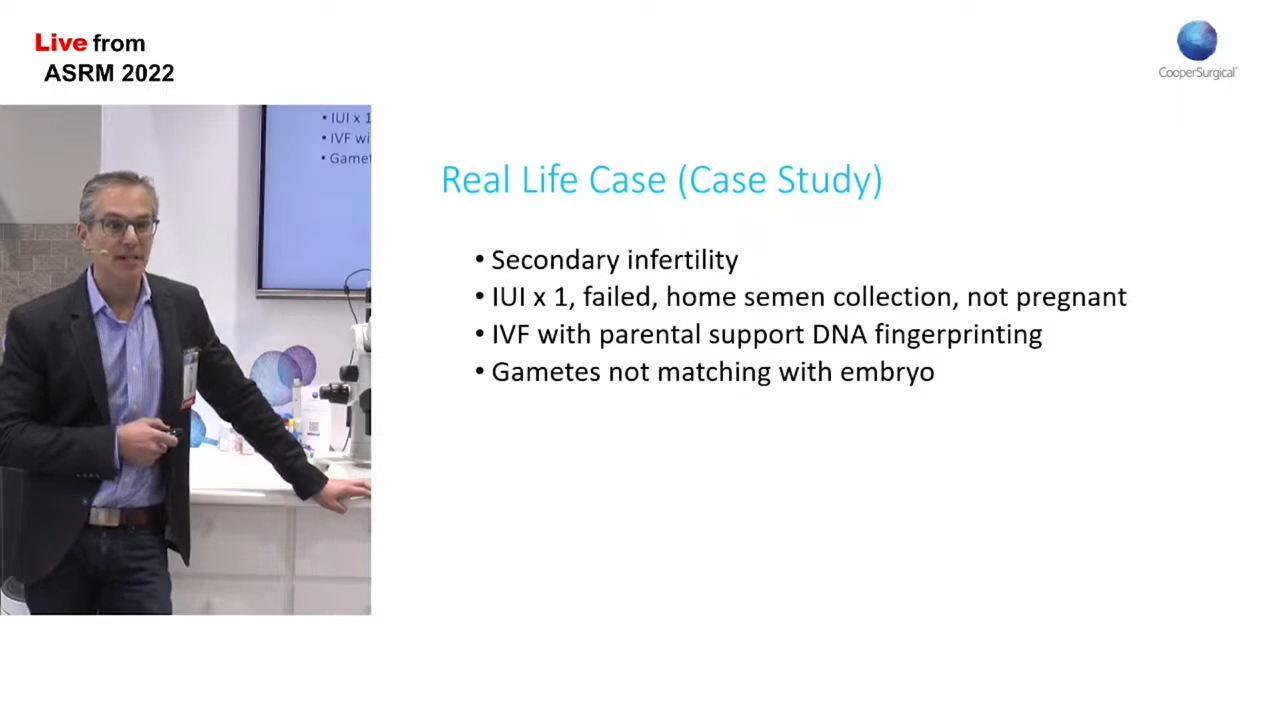 Live from
ASRM 2022
CooperSurgical
• IUI x 1
• IVF wi
• Gamet
Real Life Case (Case Study)
• Secondary infertility
• IUI x 1, failed, home semen collection, not pregnant
• IVF with parental support DNA fingerprinting
• Gametes not matching with embryo